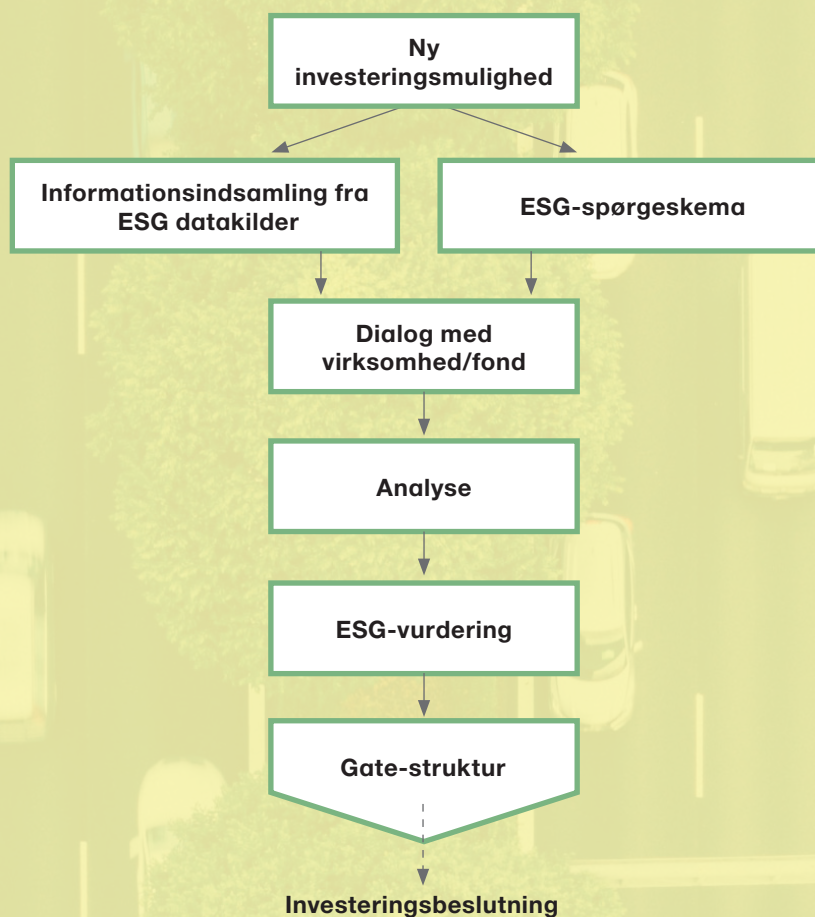 Ny
investeringsmulighed
Informationsindsamling fra
ESG datakilder
ESG-spørgeskema
Dialog med
virksomhed/fond
Analyse
ESG-vurdering
Gate-struktur
Investeringsbeslutning